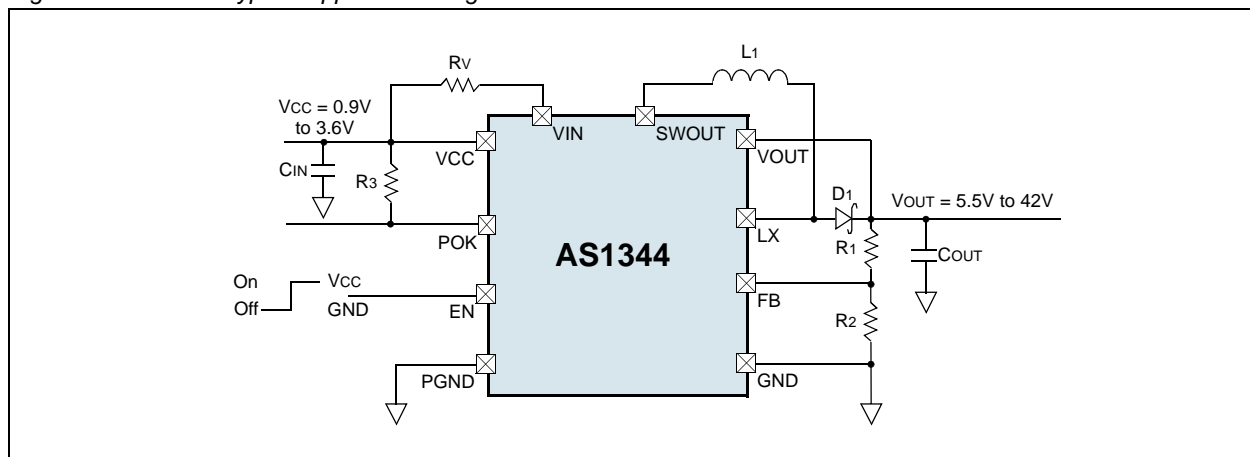 L1
RV
VCC = 0.9V
to 3.6V
VIN
SWOUT
VCC
VOUT
CIN
R3
D1
VOUT = 5.5V to 42V
POK
LX
AS1344
R1
COUT
On
VCC
Off
GND
EN
FB
R2
PGND
GND